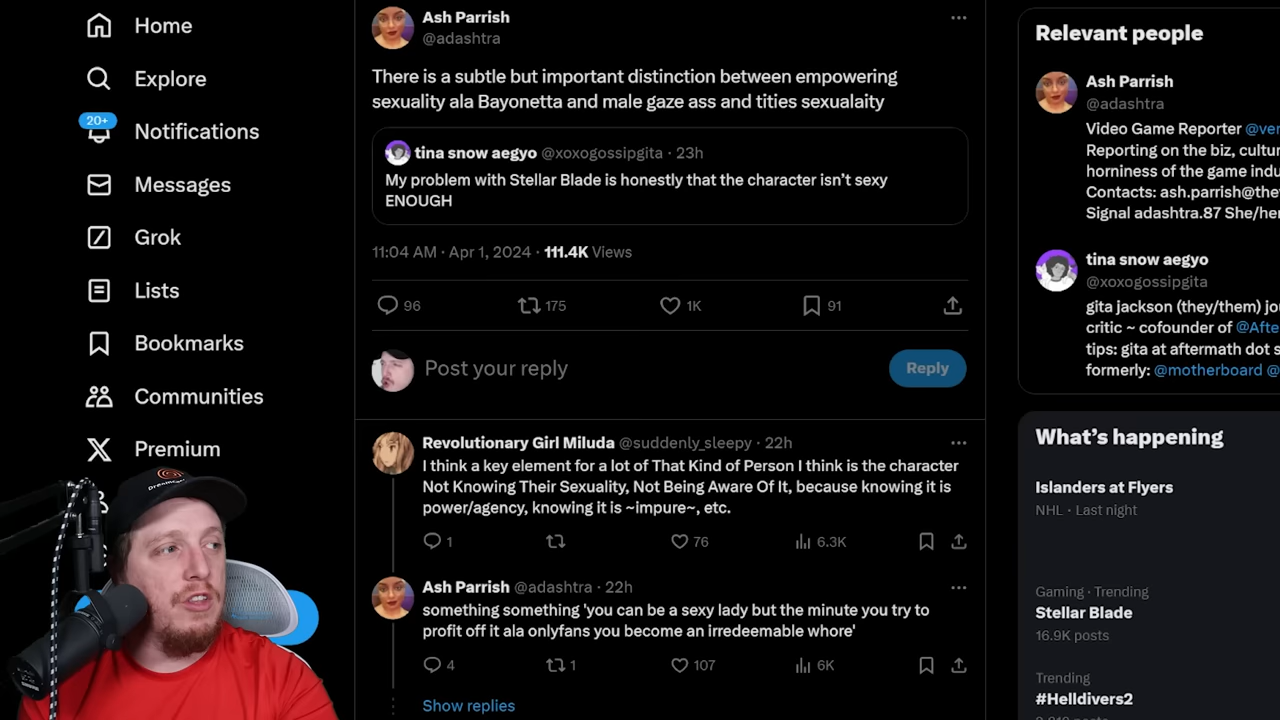 Home
Explore
20+
Notifications
Messages
Grok
Lists
Bookmarks
Communities
Premium
Ash Parrish
@adashtra
There is a subtle but important distinction between empowering
sexuality ala Bayonetta and male gaze ass and tities sexualaity
tina snow aegyo @xoxogossipgita · 23h
My problem with Stellar Blade is honestly that the character isn't sexy
ENOUGH
11:04 AM · Apr 1, 2024 · 111.4K Views
96 175 1K 91
Post your reply
Reply
Revolutionary Girl Miluda @suddenly_sleepy · 22h
I think a key element for a lot of That Kind of Person I think is the character
Not Knowing Their Sexuality, Not Being Aware Of It, because knowing it is
power/agency, knowing it is ~impure~, etc.
1 76 6.3K
Ash Parrish @adashtra · 22h
something something 'you can be a sexy lady but the minute you try to
profit off it ala onlyfans you become an irredeemable whore'
4 1 107 6K
Show replies
Relevant people
Ash Parrish
@adashtra
Video Game Reporter @ver
Reporting on the biz, cultur
horniness of the game indu
Contacts: ash.parrish@the
Signal adashtra.87 She/her
tina snow aegyo
@xoxogossipgita
gita jackson (they/them) jou
critic ~ cofounder of @Afte
tips: gita at aftermath dot s
formerly: @motherboard @
What's happening
Islanders at Flyers
NHL · Last night
Gaming · Trending
Stellar Blade
16.9K posts
Trending
#Helldivers2